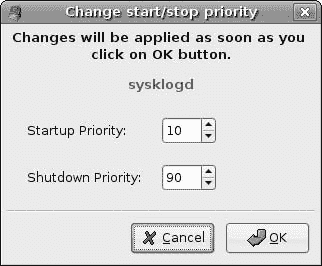 Change start/stop priority
Changes will be applied as soon as you
click on OK button.
sysklogd
Startup Priority: 10
Shutdown Priority: 90
Cancel
OK